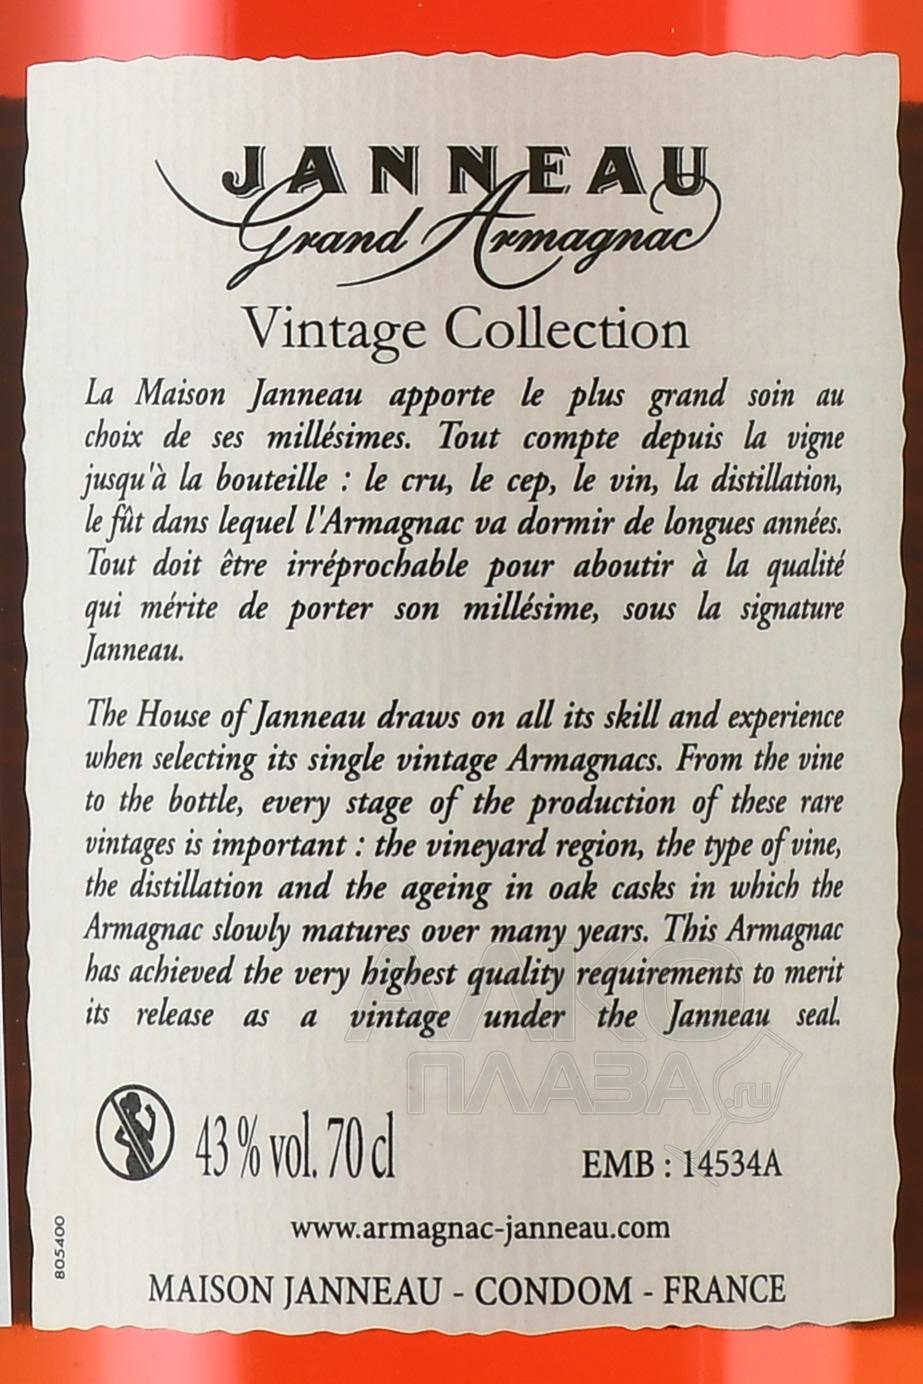 JANNEAU
Grand Armagnac
Vintage Collection
La Maison Janneau apporte le plus grand soin au
choix de ses millésimes. Tout compte depuis la vigne
jusqu'à la bouteille : le cru, le cep, le vin, la distillation,
le fût dans lequel l'Armagnac va dormir de longues années.
Tout doit être irréprochable pour aboutir à la qualité
qui mérite de porter son millésime, sous la signature
Janneau.
The House of Janneau draws on all its skill and experience
when selecting its single vintage Armagnacs. From the vine
to the bottle, every stage of the production of these rare
vintages is important : the vineyard region, the type of vine,
the distillation and the ageing in oak casks in which the
Armagnac slowly matures over many years. This Armagnac
has achieved the very highest quality requirements to merit
its release as a vintage under the Janneau seal.
АЛКО
ПЛАЗА.ru
43 % vol. 70 cl
EMB : 14534A
www.armagnac-janneau.com
805400
MAISON JANNEAU - CONDOM - FRANCE